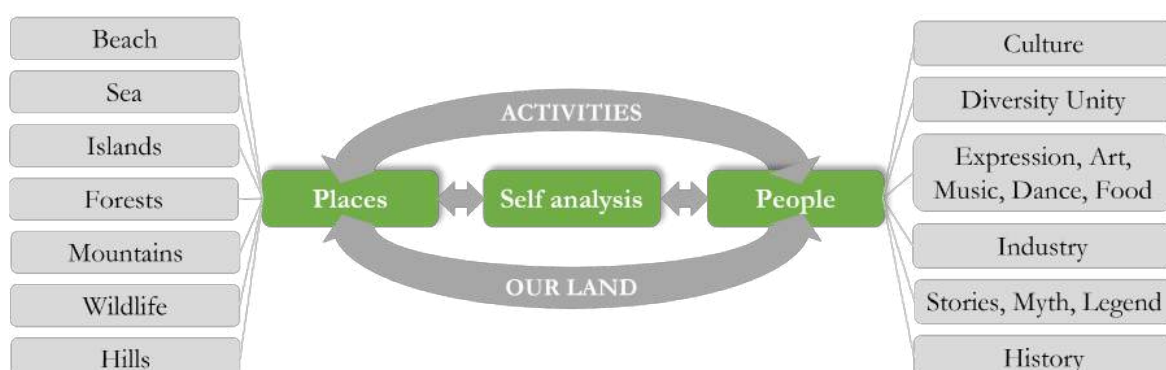 Beach
Sea
Islands
Forests
Mountains
Wildlife
Hills
ACTIVITIES
Places
Self analysis
People
OUR LAND
Culture
Diversity Unity
Expression, Art,
Music, Dance, Food
Industry
Stories, Myth, Legend
History